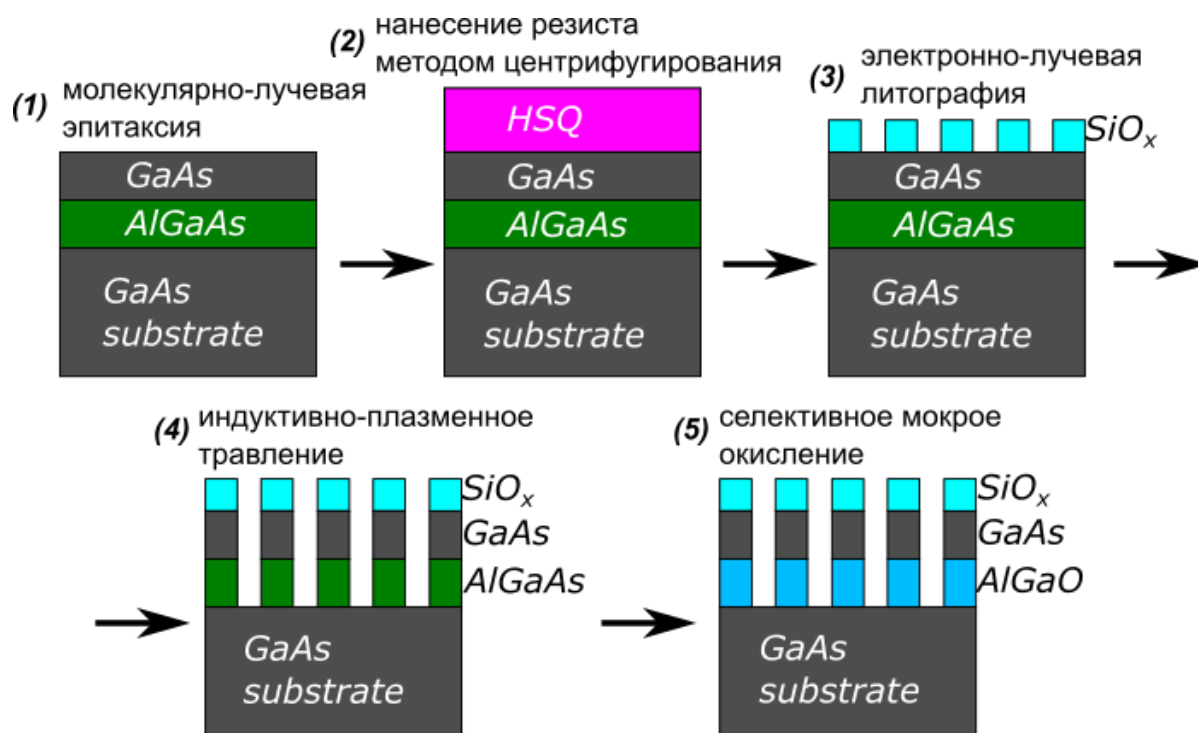 (1) молекулярно-лучевая
эпитаксия
GaAs
AlGaAs
GaAs
substrate
(2) нанесение резиста
методом центрифугирования
HSQ
GaAs
AlGaAs
GaAs
substrate
(3) электронно-лучевая
литография
SiOₓ
GaAs
AlGaAs
GaAs
substrate
(4) индуктивно-плазменное
травление
SiOₓ
GaAs
AlGaAs
GaAs
substrate
(5) селективное мокрое
окисление
SiOₓ
GaAs
AlGaO
GaAs
substrate